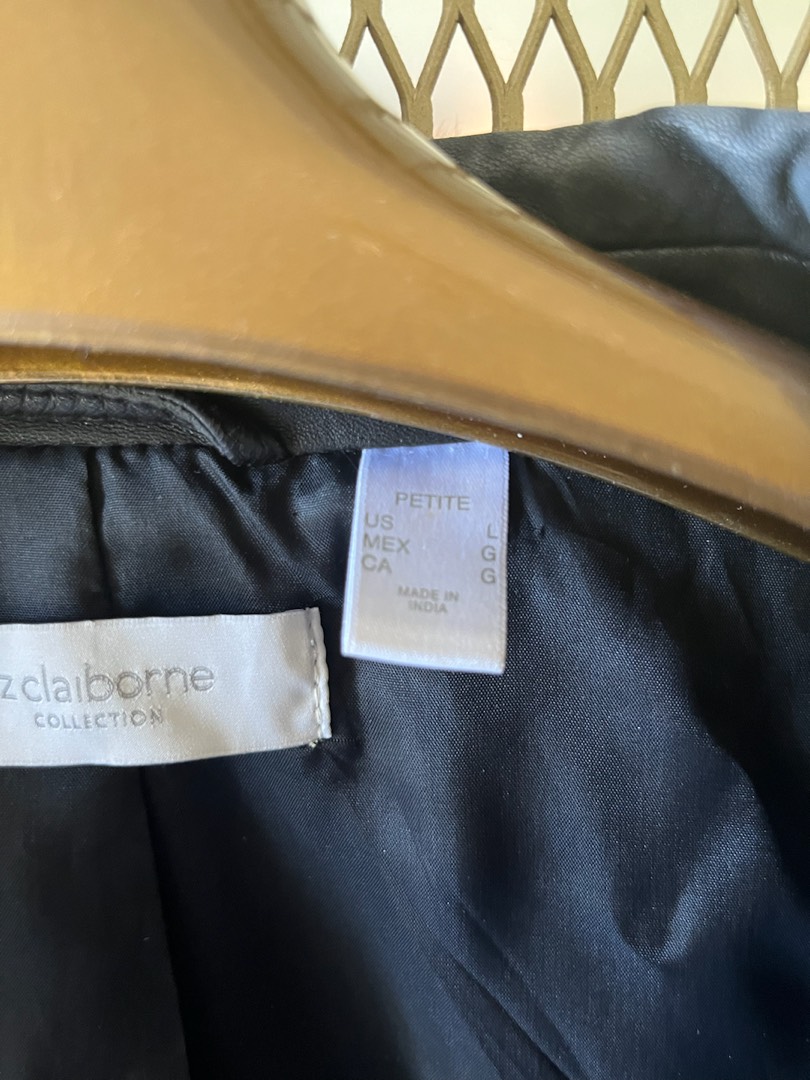 PETITE
US L
MEX G
CA G
MADE IN
INDIA
zclaiborne
COLLECTION